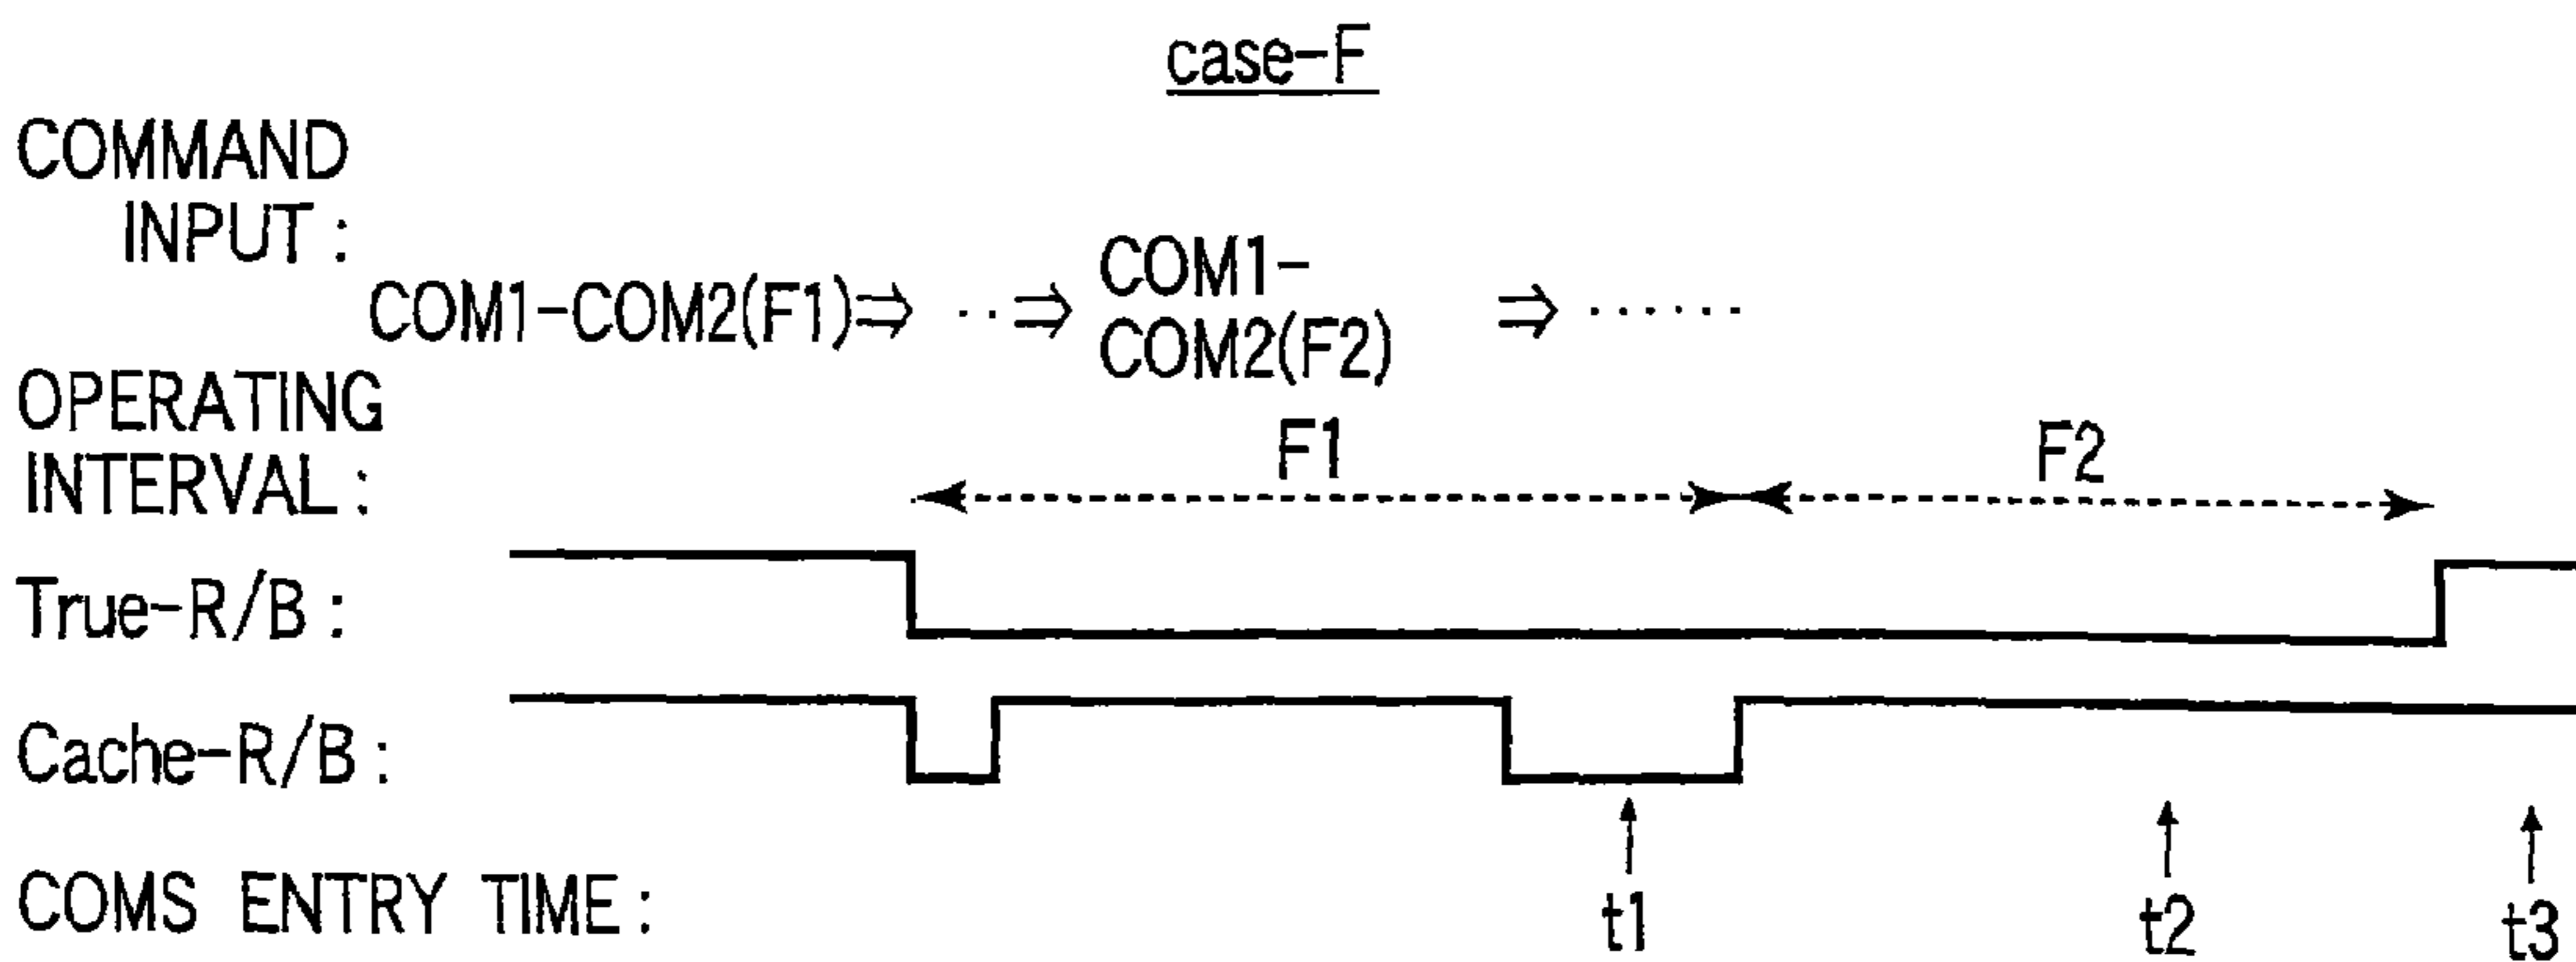 case-F
COMMAND
INPUT :
COM1-COM2(F1)⇒ ··⇒ COM1-
COM2(F2) ⇒ ······
OPERATING
INTERVAL :
F1
F2
True-R/B :
Cache-R/B :
COMS ENTRY TIME :
t1
t2
t3